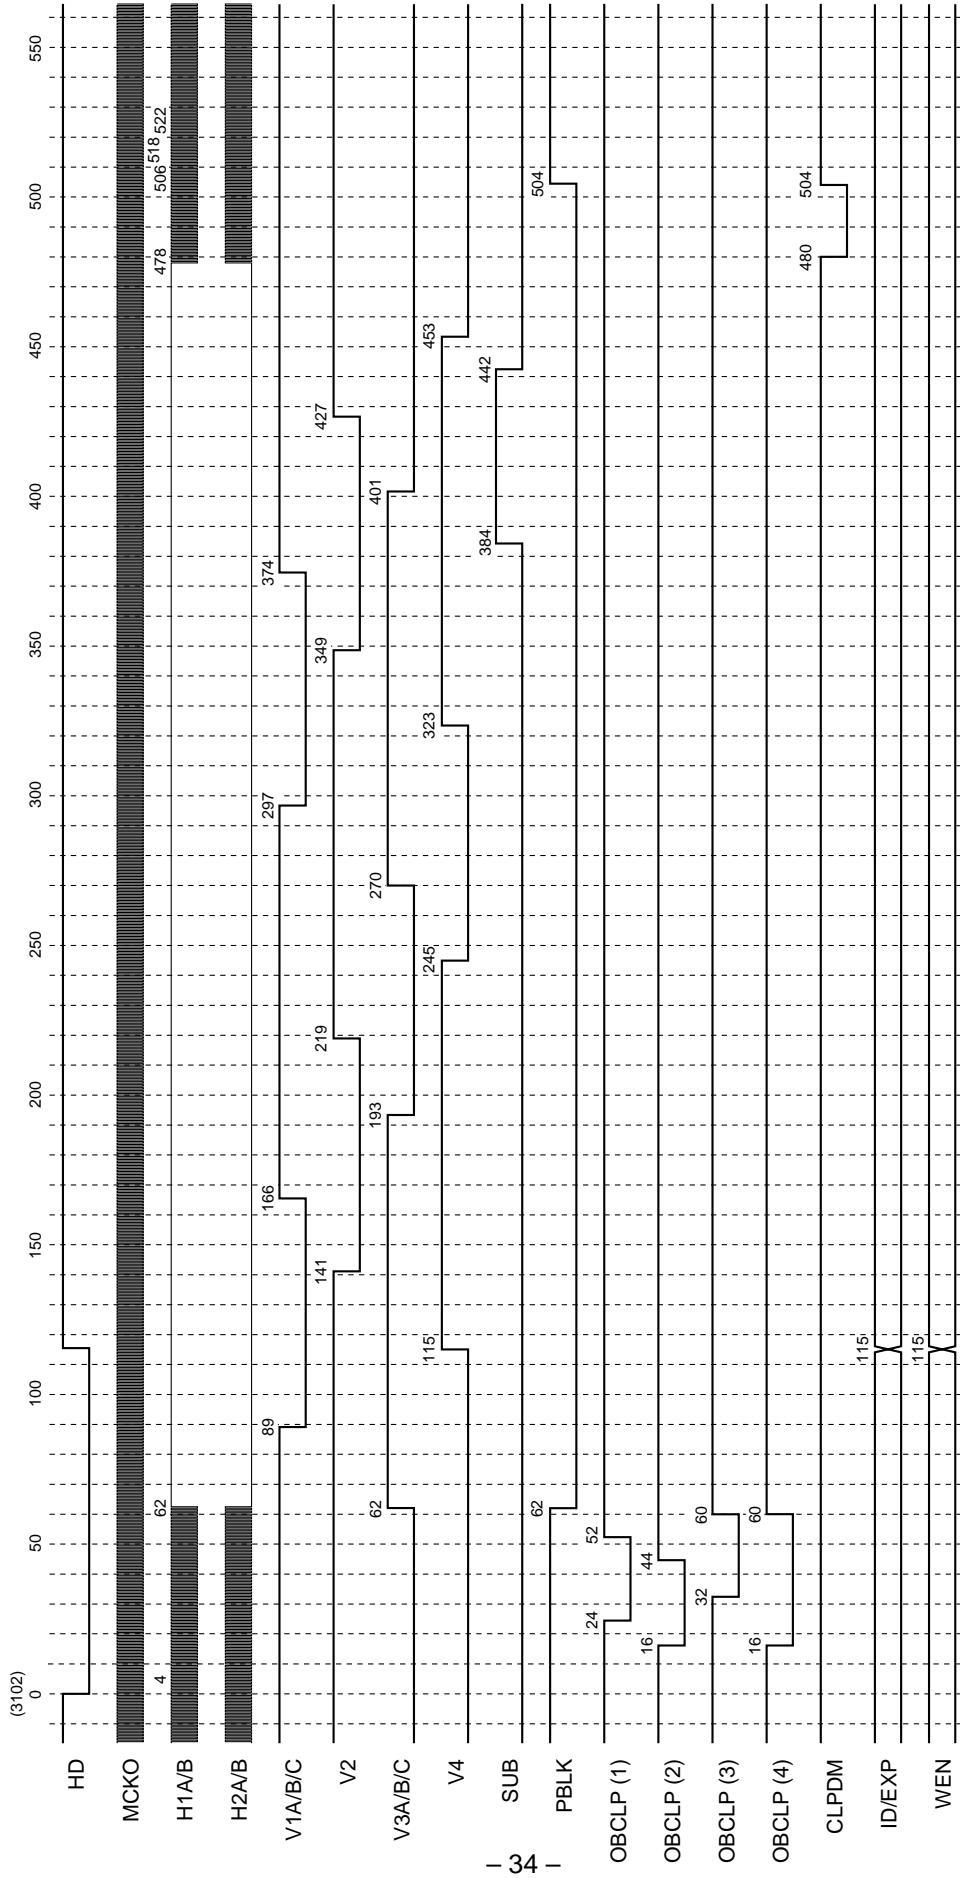 (3102)
0 50 100 150 200 250 300 350 400 450 500 550
HD
MCKO
H1A/B 4 62 478 506 518 522
H2A/B
V1A/B/C 89 166 297 374
V2 141 219 349 427
V3A/B/C 62 193 270 401
V4 115 245 323 453
SUB 384 442
PBLK 62 504
OBCLP (1) 24 52
OBCLP (2) 16 44
OBCLP (3) 32 60
OBCLP (4) 16 60
CLPDM 480 504
ID/EXP 115
WEN 115
– 34 –